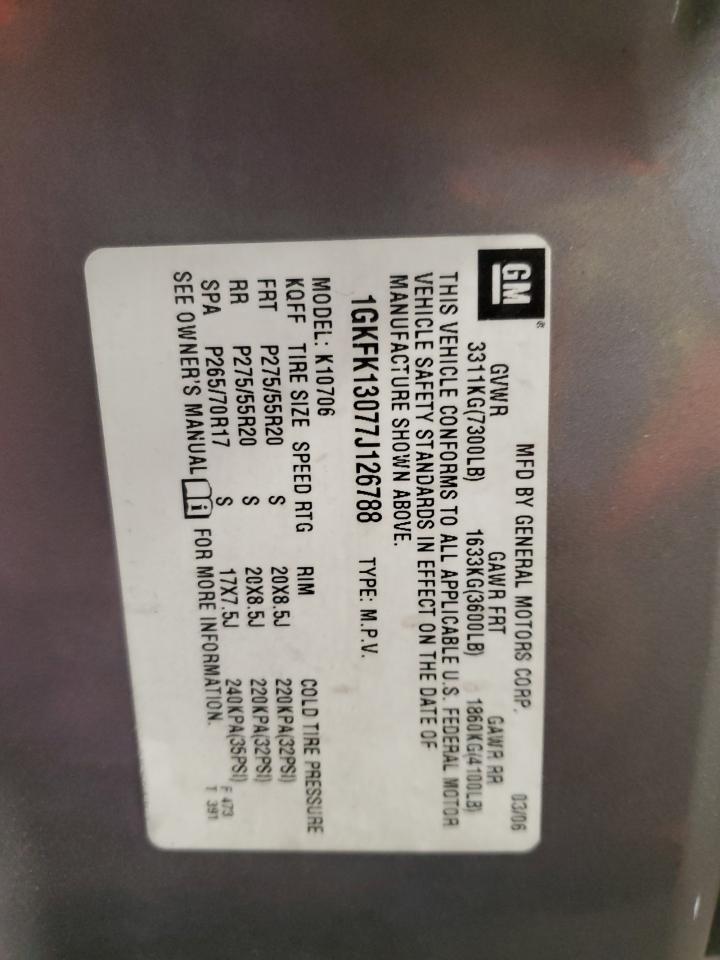 GM®
MFD BY GENERAL MOTORS CORP. 03/06
GVWR GAWR FRT GAWR RR
3311KG(7300LB) 1633KG(3600LB) 1860KG(4100LB)
THIS VEHICLE CONFORMS TO ALL APPLICABLE U.S. FEDERAL MOTOR
VEHICLE SAFETY STANDARDS IN EFFECT ON THE DATE OF
MANUFACTURE SHOWN ABOVE.
1GKFK13077J126788 TYPE: M.P.V.
MODEL: K10706
KQFF TIRE SIZE SPEED RTG RIM COLD TIRE PRESSURE
FRT P275/55R20 S 20X8.5J 220KPA(32PSI)
RR P275/55R20 S 20X8.5J 220KPA(32PSI)
SPA P265/70R17 S 17X7.5J 240KPA(35PSI)
SEE OWNER'S MANUAL i FOR MORE INFORMATION.
F 473
T 391